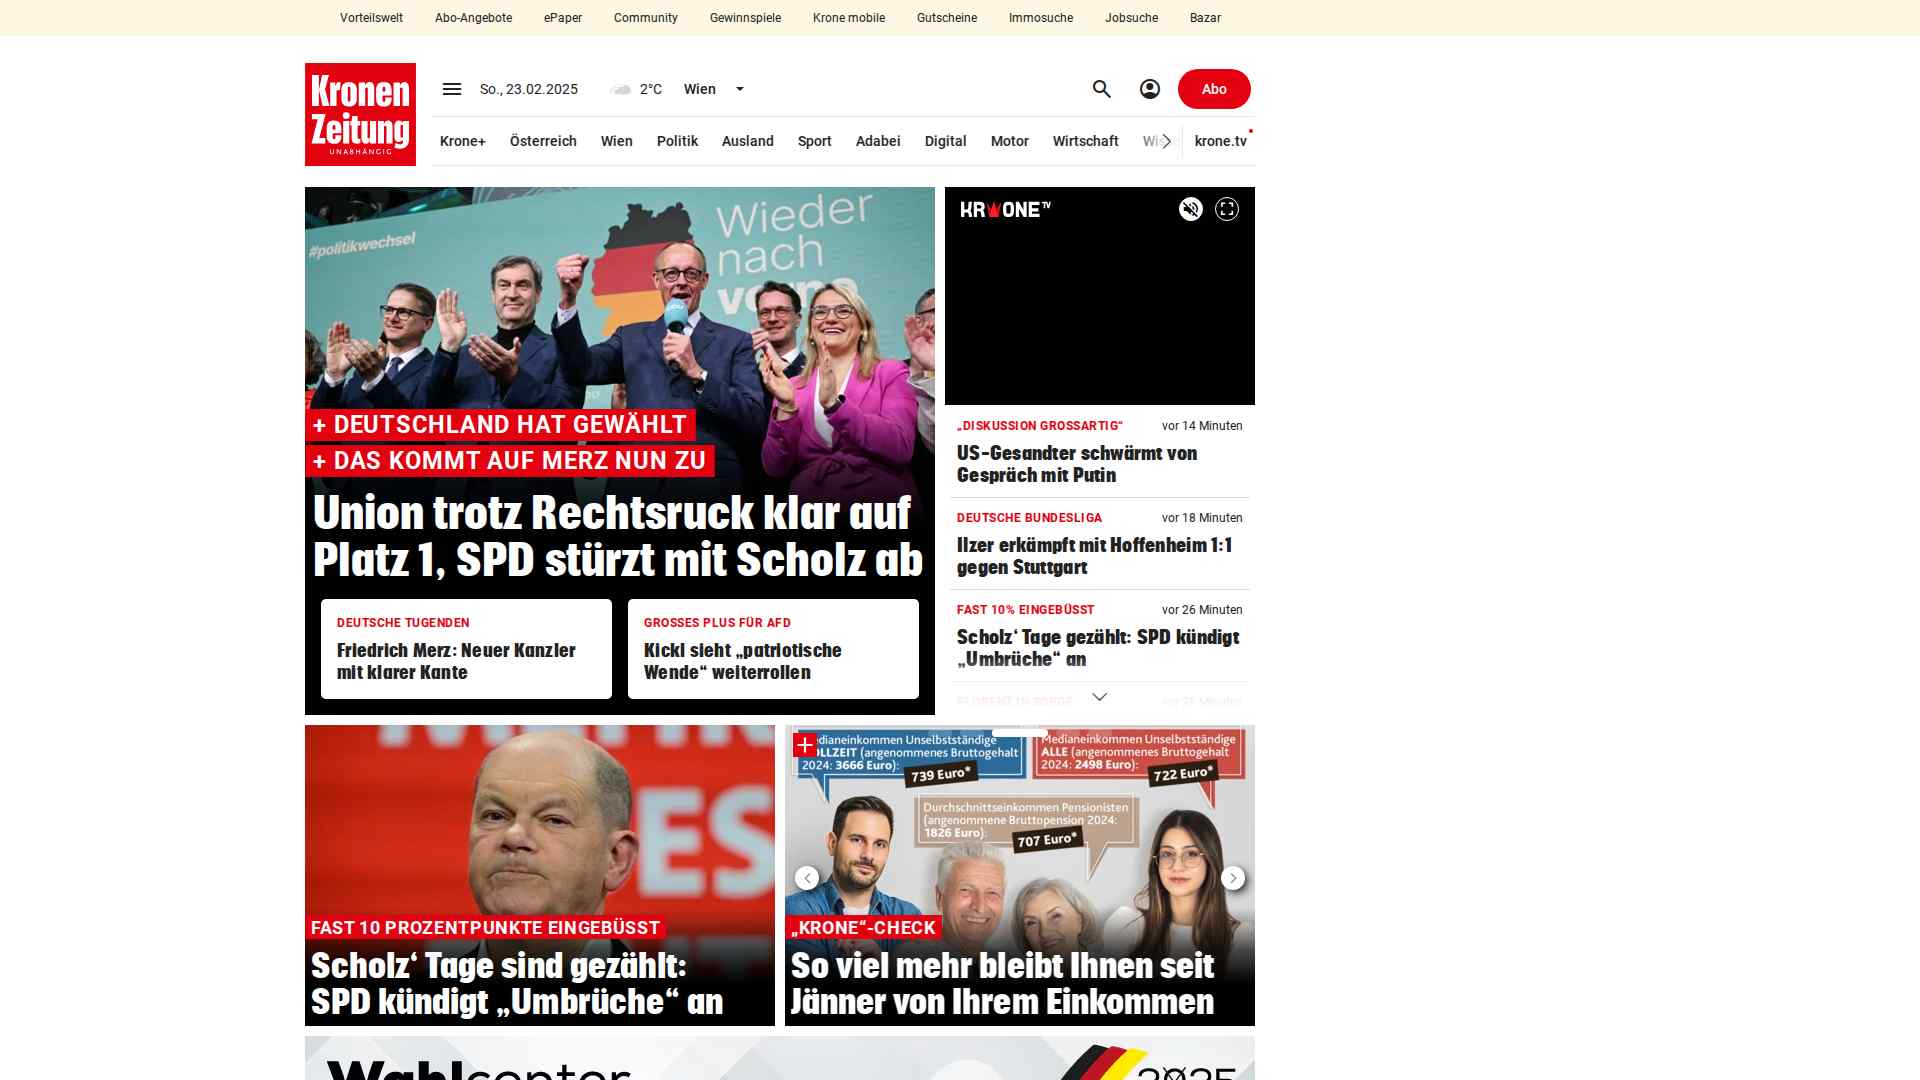 Vorteilswelt Abo-Angebote ePaper Community Gewinnspiele Krone mobile Gutscheine Immosuche Jobsuche Bazar
Kronen
Zeitung
UNABHÄNGIG
So., 23.02.2025 2°C Wien
Abo
Krone+ Österreich Wien Politik Ausland Sport Adabei Digital Motor Wirtschaft krone.tv
Wieder
nach
vorne
#politikwechsel
CDU
+ DEUTSCHLAND HAT GEWÄHLT
+ DAS KOMMT AUF MERZ NUN ZU
Union trotz Rechtsruck klar auf
Platz 1, SPD stürzt mit Scholz ab
DEUTSCHE TUGENDEN
Friedrich Merz: Neuer Kanzler
mit klarer Kante
GROSSES PLUS FÜR AFD
Kickl sieht „patriotische
Wende“ weiterrollen
KRONE TV
„DISKUSSION GROSSARTIG“ vor 14 Minuten
US-Gesandter schwärmt von
Gespräch mit Putin
DEUTSCHE BUNDESLIGA vor 18 Minuten
Ilzer erkämpft mit Hoffenheim 1:1
gegen Stuttgart
FAST 10% EINGEBÜSST vor 26 Minuten
Scholz‘ Tage gezählt: SPD kündigt
„Umbrüche“ an
ES
FAST 10 PROZENTPUNKTE EINGEBÜSST
Scholz‘ Tage sind gezählt:
SPD kündigt „Umbrüche“ an
Medianeinkommen Unselbstständige
VOLLZEIT (angenommenes Bruttogehalt
2024: 3666 Euro):
739 Euro*
Medianeinkommen Unselbstständige
ALLE (angenommenes Bruttogehalt
2024: 2498 Euro):
722 Euro*
Durchschnittseinkommen Pensionisten
(angenommene Bruttopension 2024:
1826 Euro):
707 Euro*
„KRONE“-CHECK
So viel mehr bleibt Ihnen seit
Jänner von Ihrem Einkommen
Wahlcenter
2025